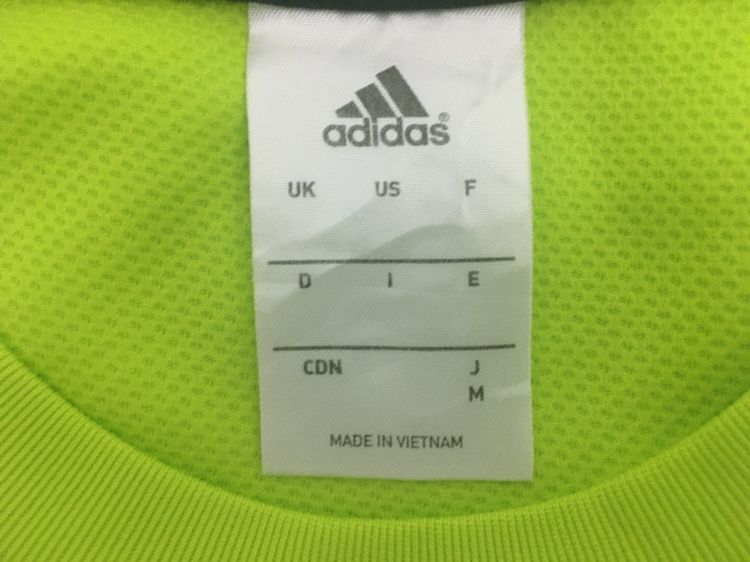 adidas®
UK US F
D I E
CDN J
M
MADE IN VIETNAM